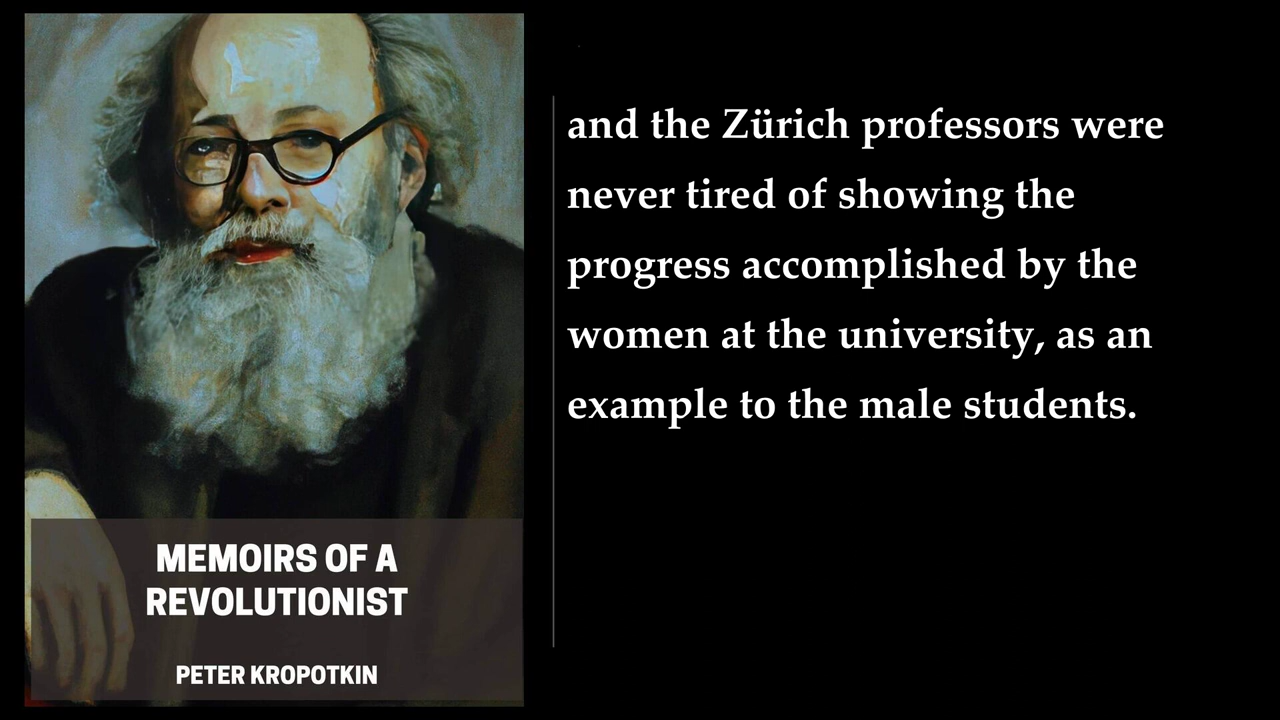 and the Zürich professors were
never tired of showing the
progress accomplished by the
women at the university, as an
example to the male students.
MEMOIRS OF A
REVOLUTIONIST
PETER KROPOTKIN